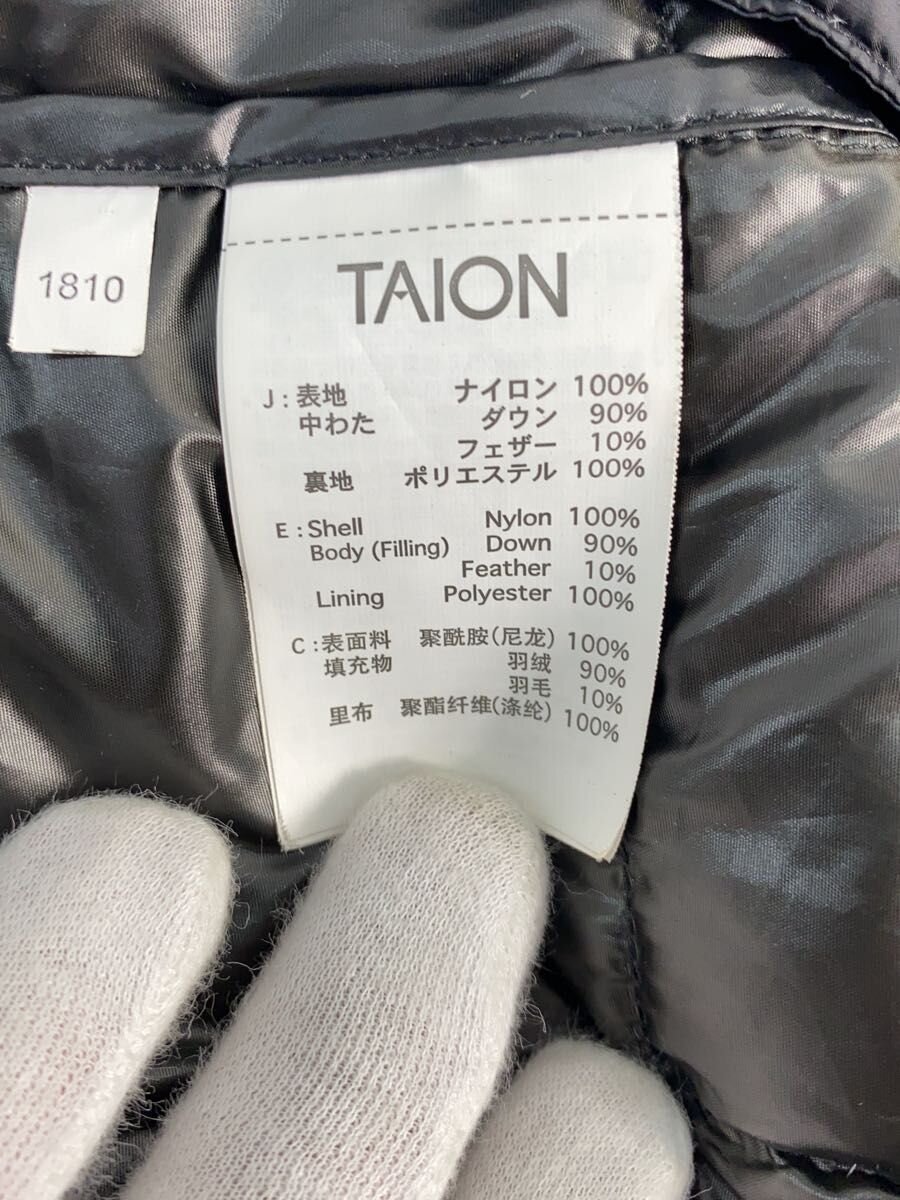 1810
TAION
J : 表地 ナイロン 100%
中わた ダウン 90%
フェザー 10%
裏地 ポリエステル 100%
E : Shell Nylon 100%
Body (Filling) Down 90%
Feather 10%
Lining Polyester 100%
C : 表面料 聚酰胺(尼龙) 100%
填充物 羽绒 90%
羽毛 10%
里布 聚酯纤维(涤纶) 100%